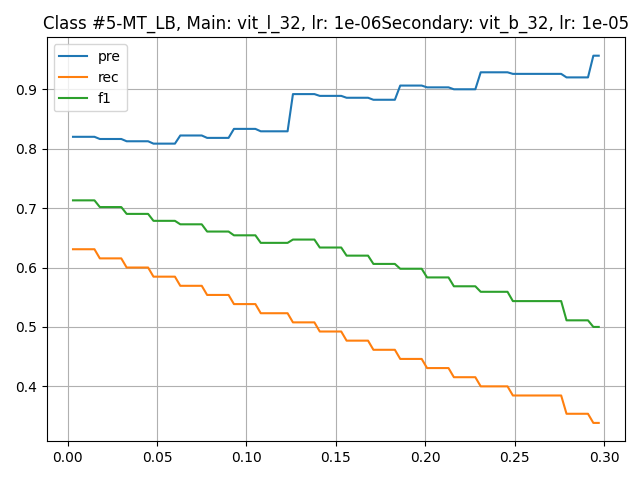 Class #5-MT_LB, Main: vit_l_32, lr: 1e-06Secondary: vit_b_32, lr: 1e-05
pre
rec
f1
0.9
0.8
0.7
0.6
0.5
0.4
0.00 0.05 0.10 0.15 0.20 0.25 0.30